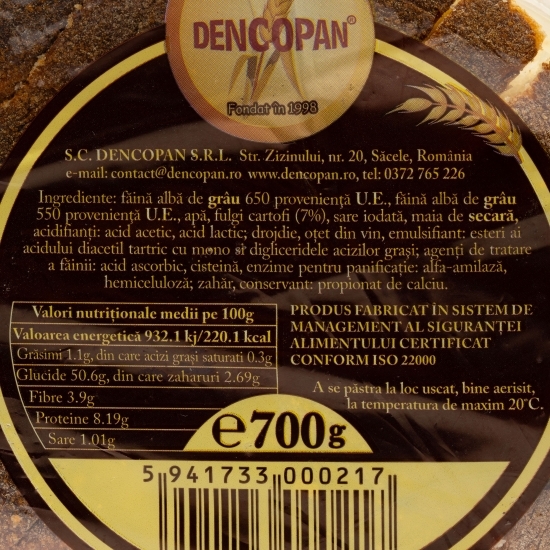 DENCOPAN®
Fondat în 1998
S.C. DENCOPAN S.R.L. Str. Zizinului, nr. 20, Săcele, România
e-mail: contact@dencopan.ro www.dencopan.ro, tel: 0372 765 226
Ingrediente: făină albă de grâu 650 proveniență U.E., făină albă de grâu
550 proveniență U.E., apă, fulgi cartofi (7%), sare iodată, maia de secară,
acidifianți: acid acetic, acid lactic; drojdie, oțet din vin, emulsifiant: esteri ai
acidului diacetil tartric cu mono si digliceridele acizilor grași; agenți de tratare
a făinii: acid ascorbic, cisteină, enzime pentru panificație: alfa-amilază,
hemiceluloză; zahăr, conservant: propionat de calciu.
Valori nutriționale medii pe 100g
Valoarea energetică 932.1 kj/220.1 kcal
Grăsimi 1.1g, din care acizi grași saturati 0.3g
Glucide 50.6g, din care zaharuri 2.69g
Fibre 3.9g
Proteine 8.19g
Sare 1.01g
PRODUS FABRICAT ÎN SISTEM DE
MANAGEMENT AL SIGURANȚEI
ALIMENTULUI CERTIFICAT
CONFORM ISO 22000
A se păstra la loc uscat, bine aerisit,
la temperatura de maxim 20°C.
℮700g
5 941733 000217